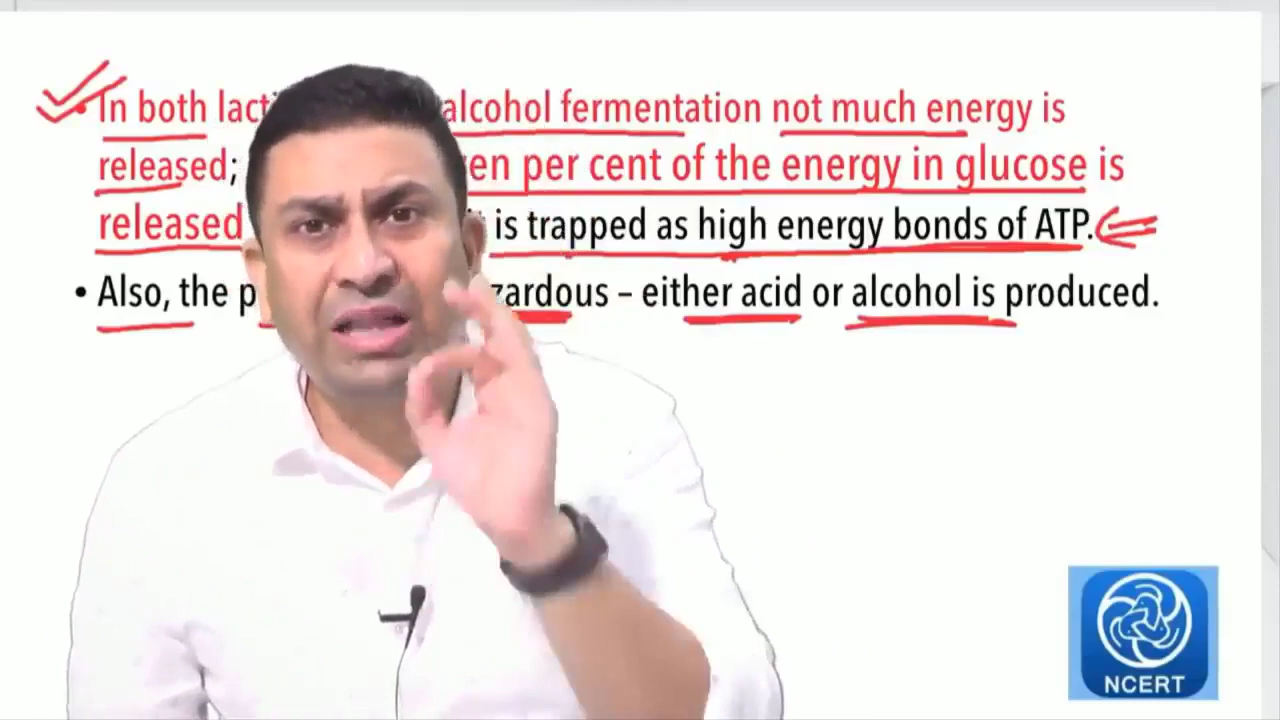 • In both lact alcohol fermentation not much energy is
released; en per cent of the energy in glucose is
released is trapped as high energy bonds of ATP.
• Also, the p zardous – either acid or alcohol is produced.
NCERT